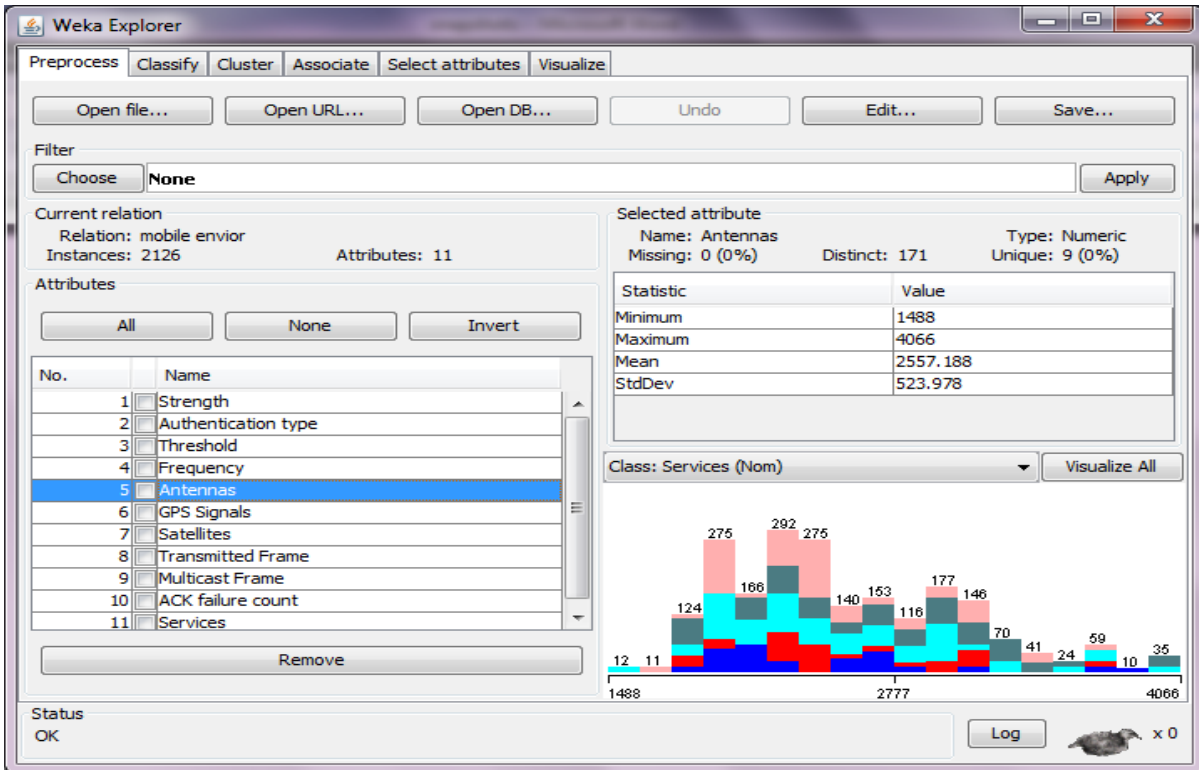 Weka Explorer
Preprocess Classify Cluster Associate Select attributes Visualize
Open file... Open URL... Open DB... Undo Edit... Save...
Filter
Choose None Apply
Current relation
Relation: mobile envior
Instances: 2126 Attributes: 11
Attributes
All None Invert
No. Name
1 Strength
2 Authentication type
3 Threshold
4 Frequency
5 Antennas
6 GPS Signals
7 Satellites
8 Transmitted Frame
9 Multicast Frame
10 ACK failure count
11 Services
Remove
Selected attribute
Name: Antennas Type: Numeric
Missing: 0 (0%) Distinct: 171 Unique: 9 (0%)
Statistic Value
Minimum 1488
Maximum 4066
Mean 2557.188
StdDev 523.978
Class: Services (Nom) Visualize All
12 11 124 275 166 292 275 140 153 116 177 146 70 41 24 59 10 35
1488 2777 4066
Status
OK Log x 0